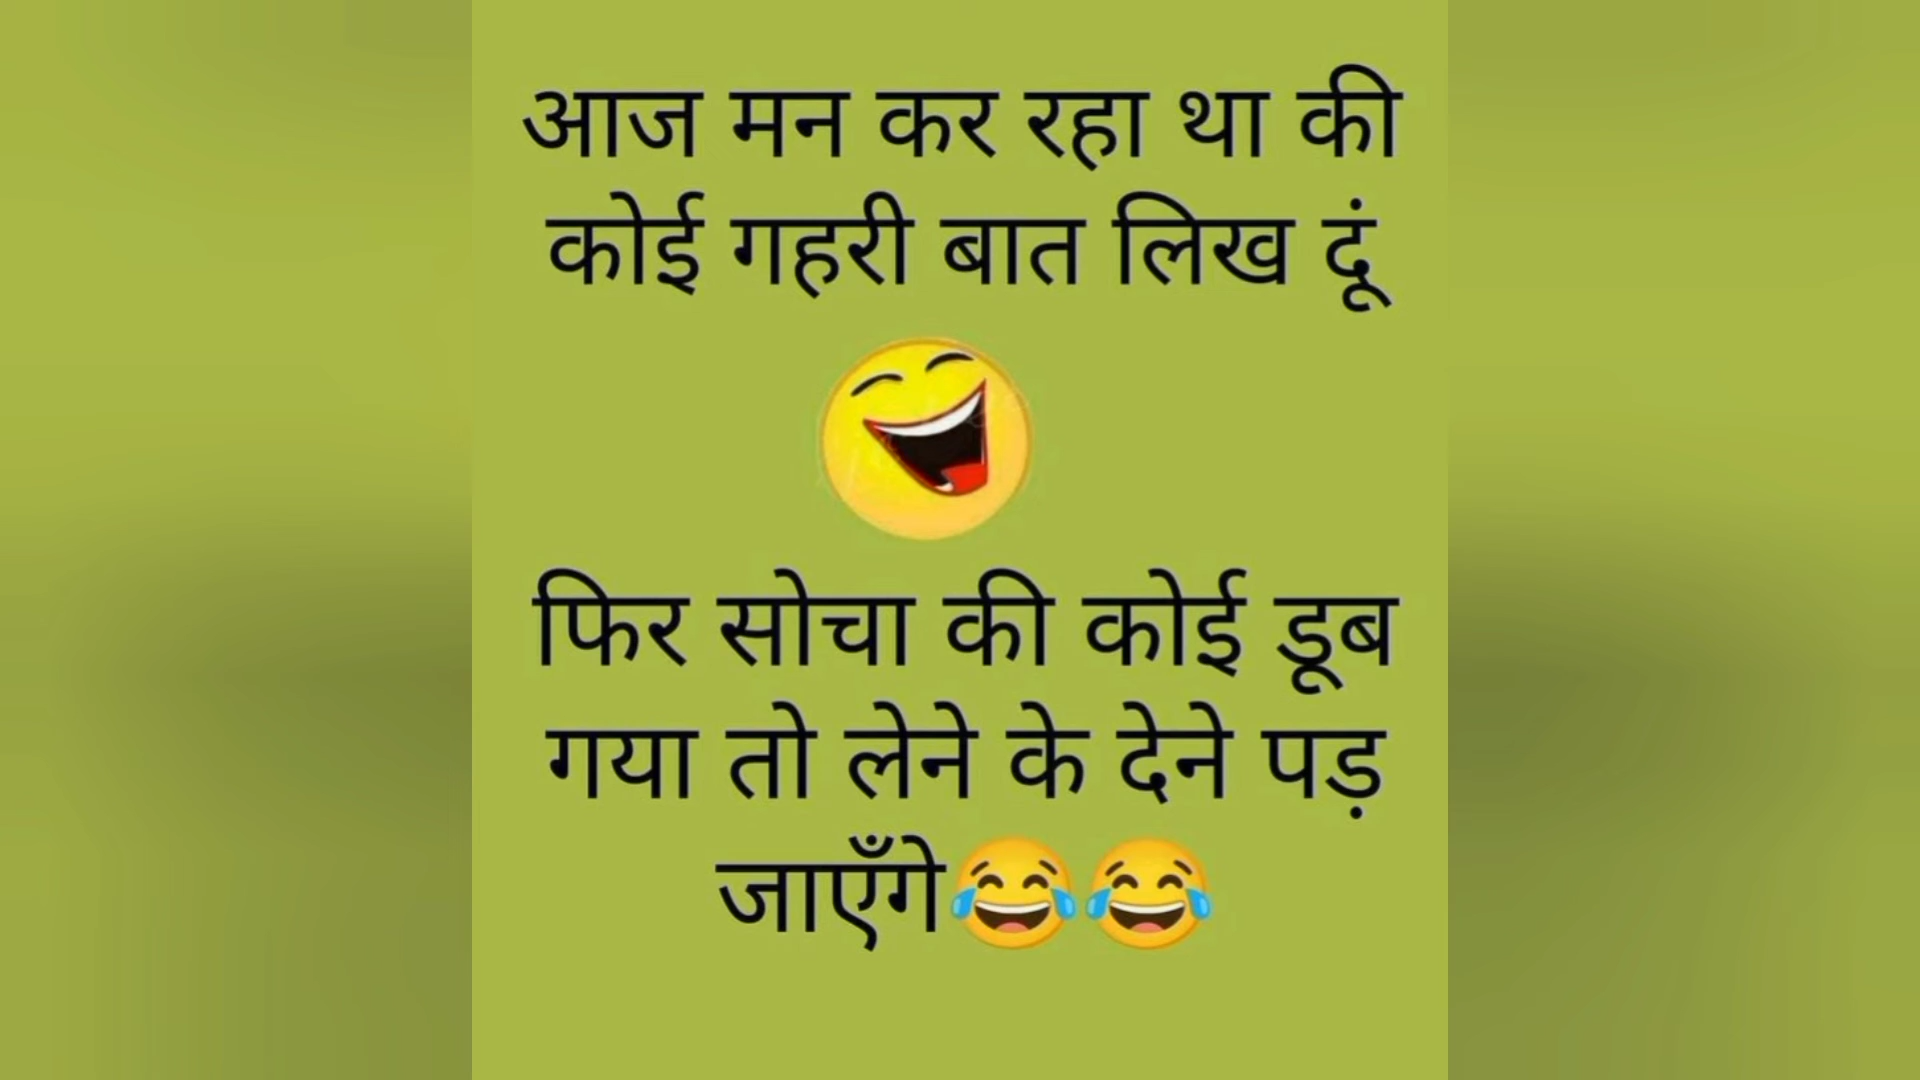 आज मन कर रहा था की
कोई गहरी बात लिख दूं
फिर सोचा की कोई डूब
गया तो लेने के देने पड़
जाएँगे😂😂